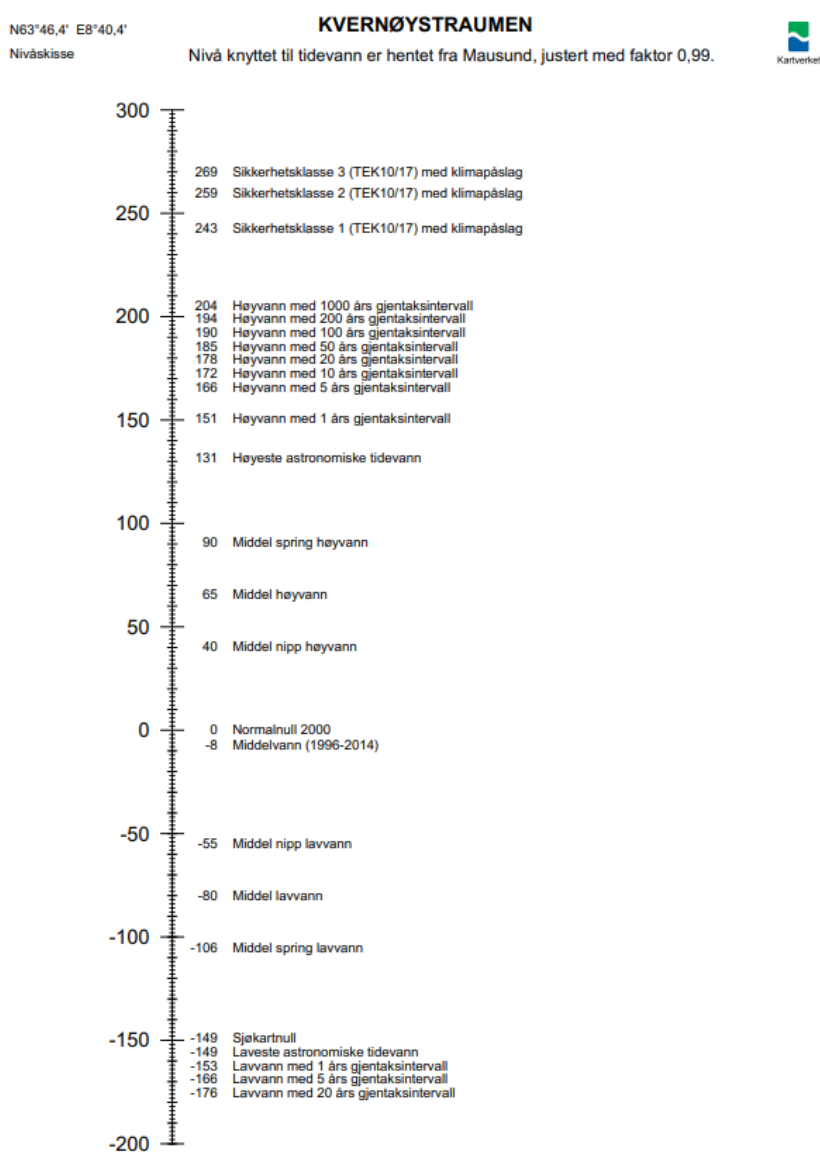 N63°46,4' E8°40,4'
KVERNØYSTRAUMEN
Nivåskisse
Nivå knyttet til tidevann er hentet fra Mausund, justert med faktor 0,99.
Kartverket
300
269 Sikkerhetsklasse 3 (TEK10/17) med klimapåslag
259 Sikkerhetsklasse 2 (TEK10/17) med klimapåslag
250
243 Sikkerhetsklasse 1 (TEK10/17) med klimapåslag
204 Høyvann med 1000 års gjentaksintervall
200
194 Høyvann med 200 års gjentaksintervall
190 Høyvann med 100 års gjentaksintervall
185 Høyvann med 50 års gjentaksintervall
178 Høyvann med 20 års gjentaksintervall
172 Høyvann med 10 års gjentaksintervall
166 Høyvann med 5 års gjentaksintervall
150
151 Høyvann med 1 års gjentaksintervall
131 Høyeste astronomiske tidevann
100
90 Middel spring høyvann
65 Middel høyvann
50
40 Middel nipp høyvann
0
0 Normalnull 2000
-8 Middelvann (1996-2014)
-50
-55 Middel nipp lavvann
-80 Middel lavvann
-100
-106 Middel spring lavvann
-150
-149 Sjøkartnull
-149 Laveste astronomiske tidevann
-153 Lavvann med 1 års gjentaksintervall
-166 Lavvann med 5 års gjentaksintervall
-176 Lavvann med 20 års gjentaksintervall
-200